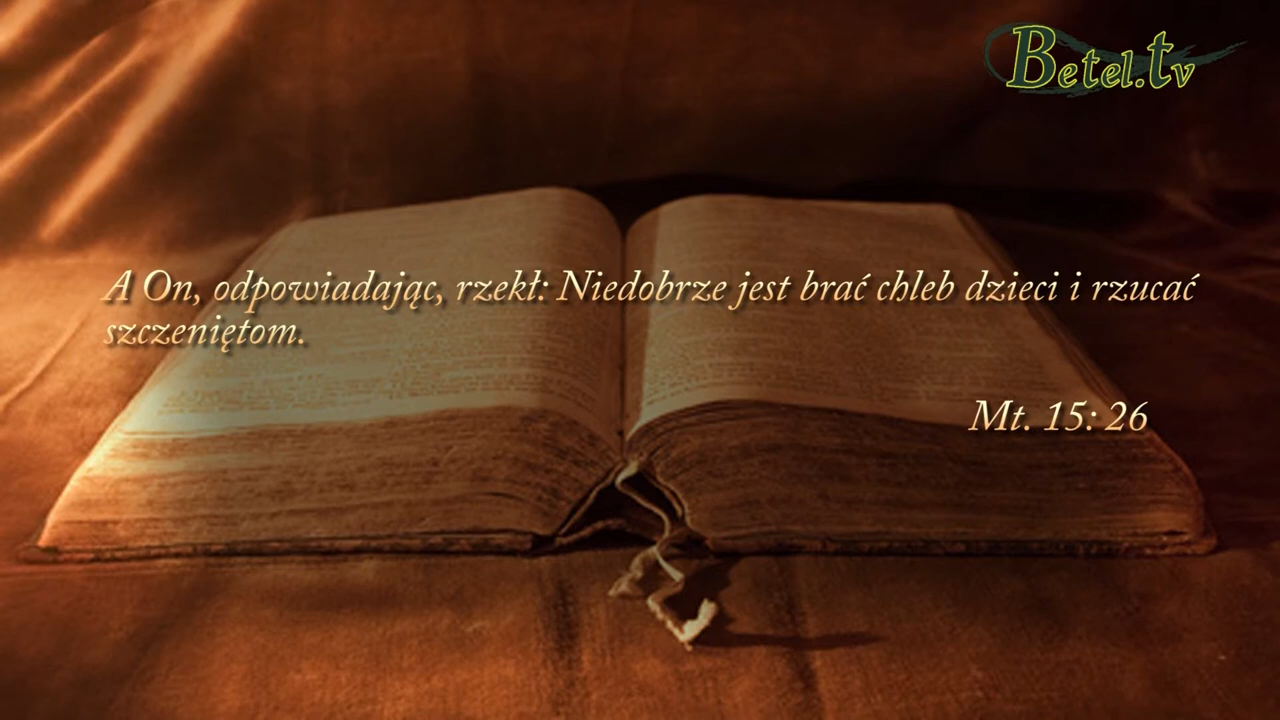 Betel.tv
A On, odpowiadając, rzekł: Niedobrze jest brać chleb dzieci i rzucać
szczeniętom.
Mt. 15: 26